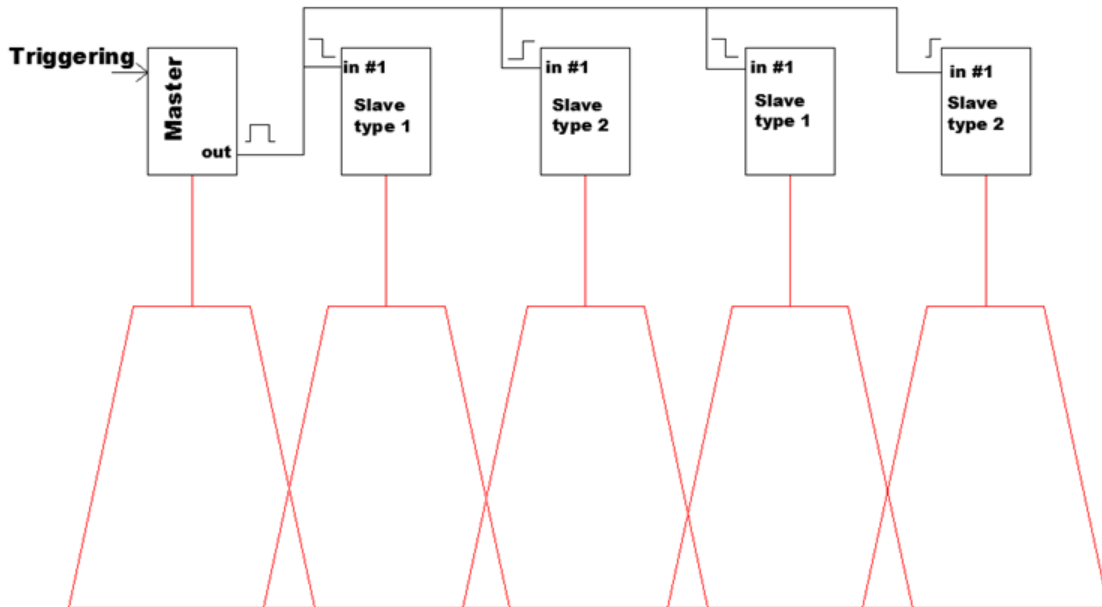 Triggering
Master
out
in #1
Slave
type 1
in #1
Slave
type 2
in #1
Slave
type 1
in #1
Slave
type 2